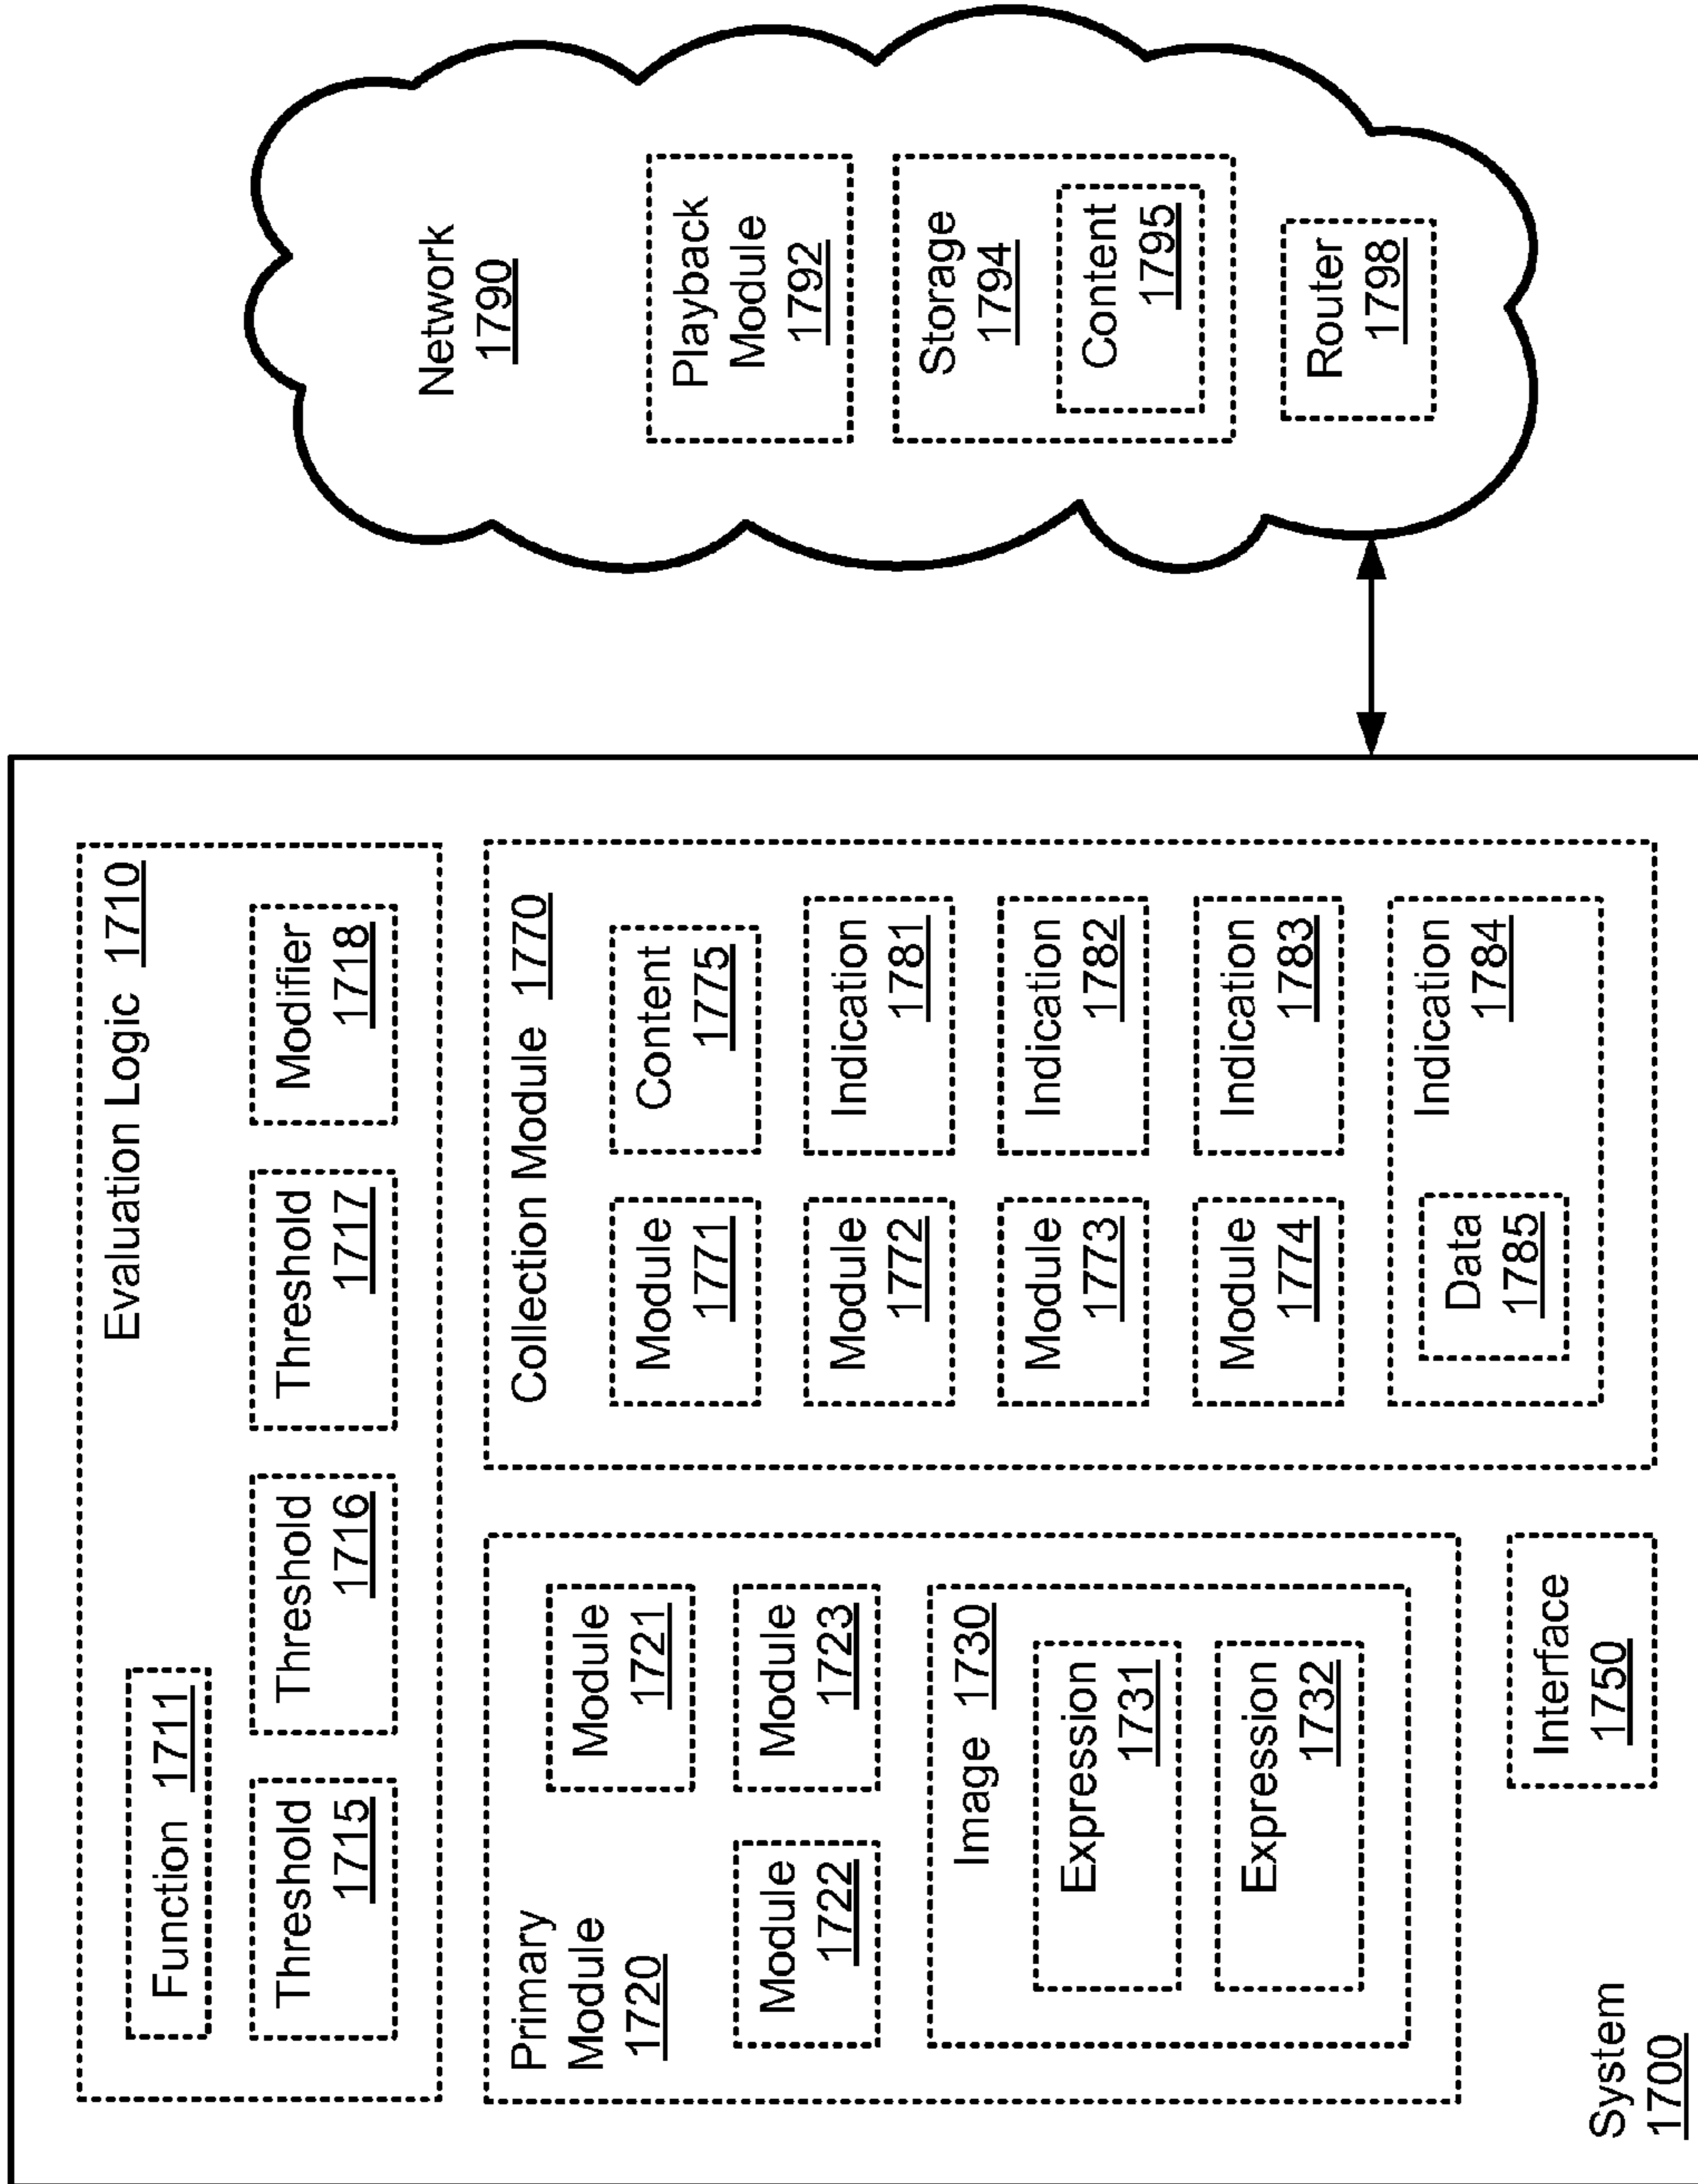 Evaluation Logic 1710
Function 1711
Threshold
1715
Threshold
1716
Threshold
1717
Modifier
1718
Primary
Module
1720
Module
1721
Module
1722
Module
1723
Image 1730
Expression
1731
Expression
1732
Interface
1750
System
1700
Collection Module 1770
Module
1771
Content
1775
Module
1772
Indication
1781
Module
1773
Indication
1782
Module
1774
Indication
1783
Data
1785
Indication
1784
Network
1790
Playback
Module
1792
Storage
1794
Content
1795
Router
1798